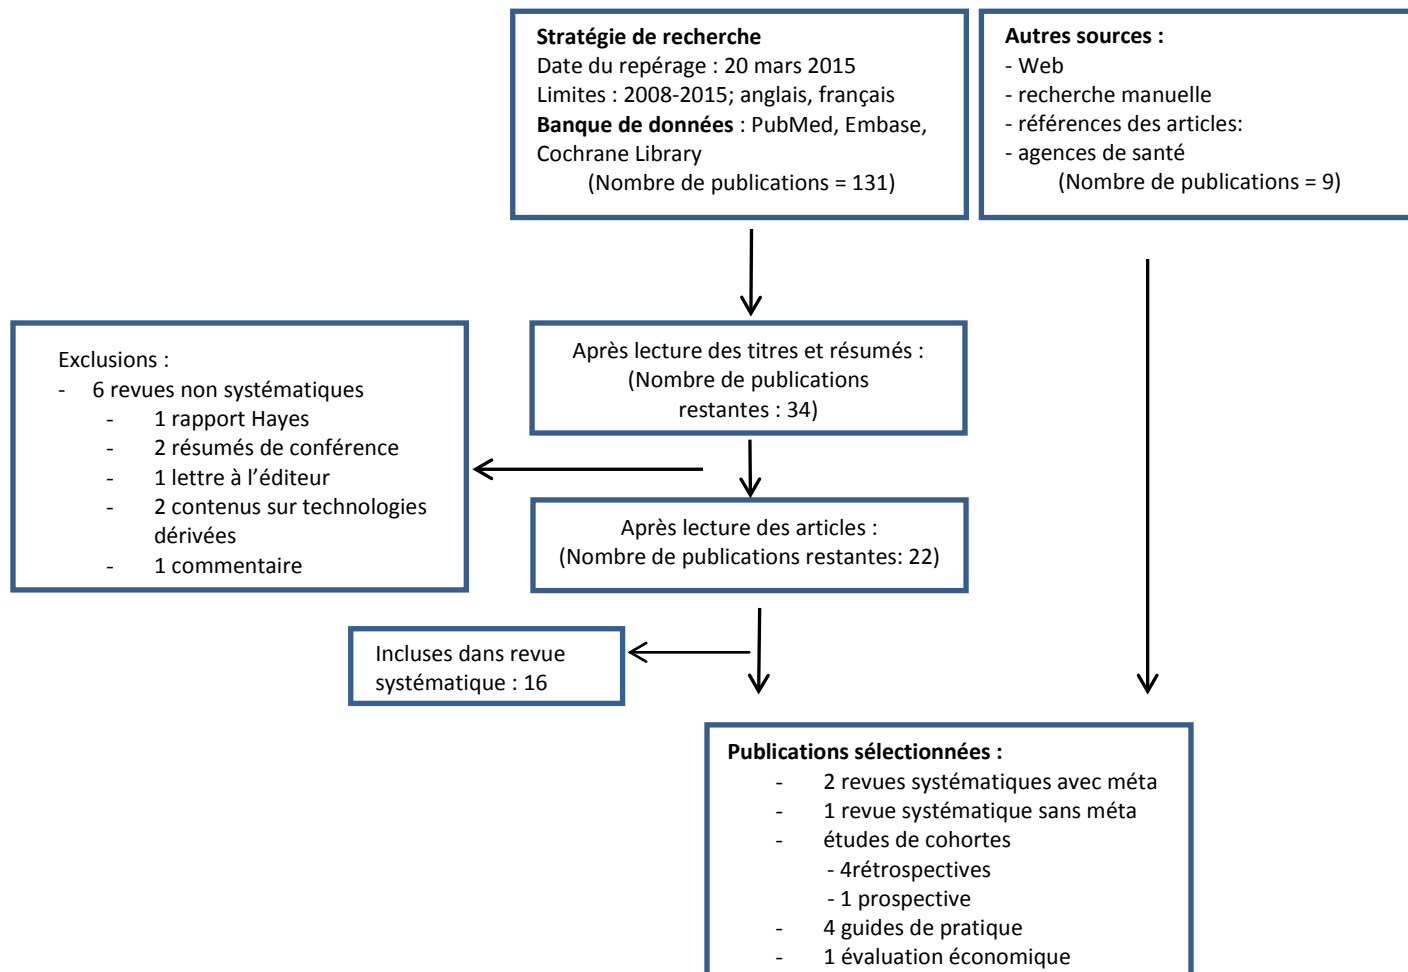 Stratégie de recherche
Date du repérage : 20 mars 2015
Limites : 2008-2015; anglais, français
Banque de données : PubMed, Embase,
Cochrane Library
(Nombre de publications = 131)
Autres sources :
- Web
- recherche manuelle
- références des articles:
- agences de santé
(Nombre de publications = 9)
Après lecture des titres et résumés :
(Nombre de publications
restantes : 34)
Exclusions :
- 6 revues non systématiques
- 1 rapport Hayes
- 2 résumés de conférence
- 1 lettre à l’éditeur
- 2 contenus sur technologies
dérivées
- 1 commentaire
Après lecture des articles :
(Nombre de publications restantes: 22)
Incluses dans revue
systématique : 16
Publications sélectionnées :
- 2 revues systématiques avec méta
- 1 revue systématique sans méta
- études de cohortes
- 4rétrospectives
- 1 prospective
- 4 guides de pratique
- 1 évaluation économique